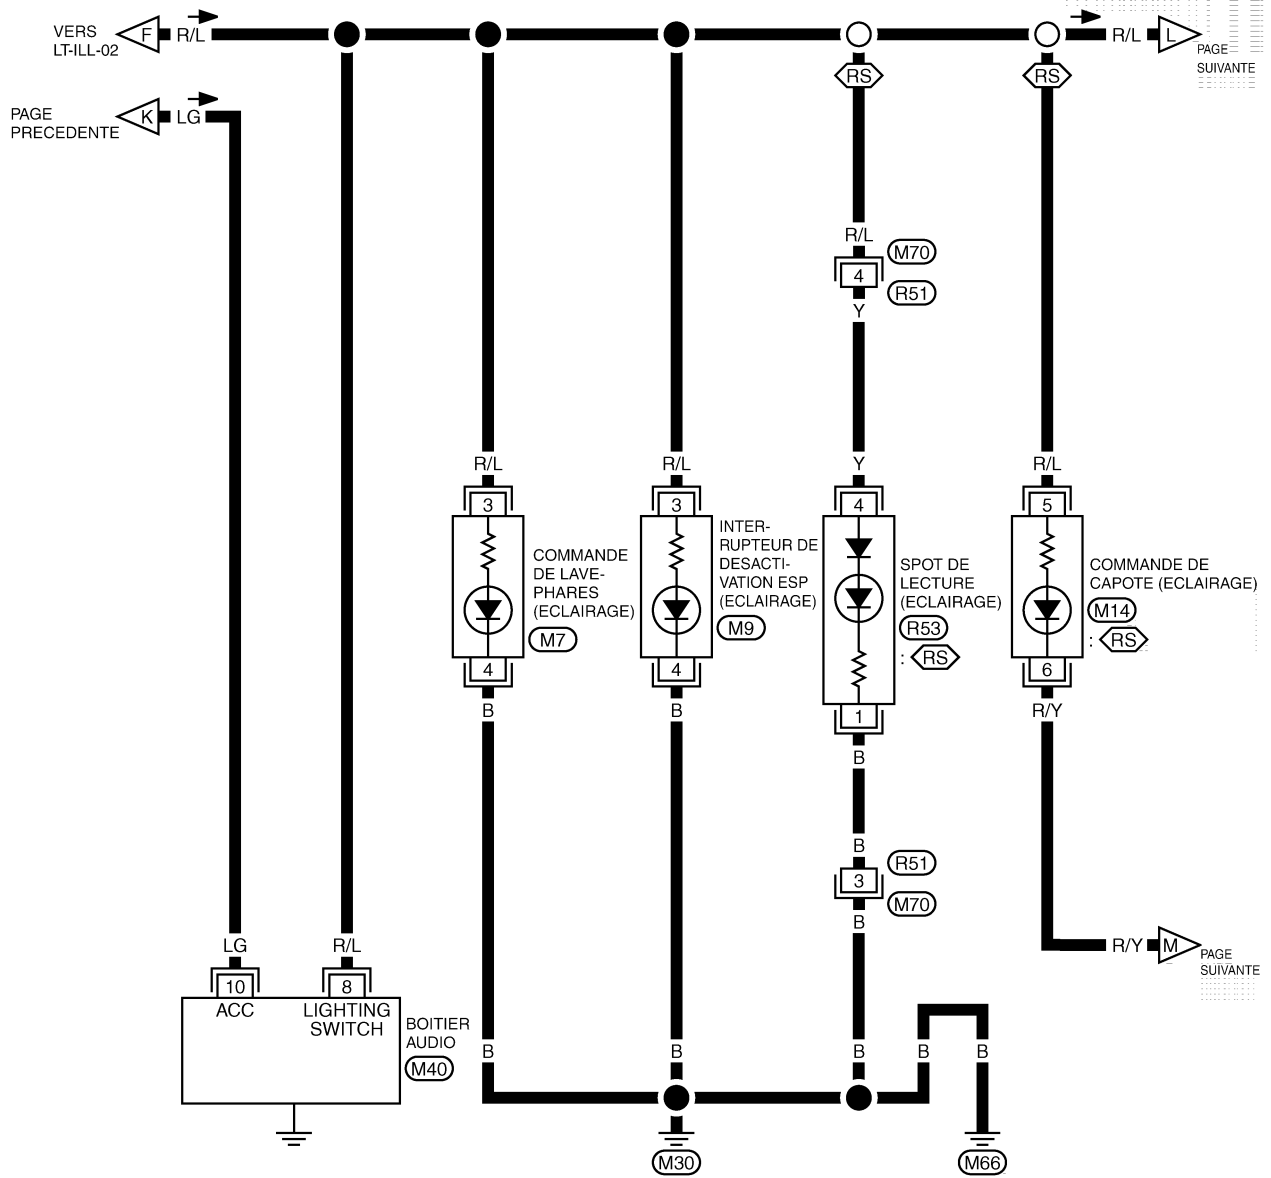 VERS
LT-ILL-02
F
R/L
R/L
L
PAGE
SUIVANTE
RS
RS
PAGE
PRECEDENTE
K
LG
R/L
M70
4
R51
Y
R/L
R/L
Y
R/L
3
3
4
5
COMMANDE
DE LAVE-
PHARES
(ECLAIRAGE)
M7
INTER-
RUPTEUR DE
DESACTI-
VATION ESP
(ECLAIRAGE)
M9
SPOT DE
LECTURE
(ECLAIRAGE)
R53
: RS
COMMANDE DE
CAPOTE (ECLAIRAGE)
M14
: RS
4
4
1
6
B
B
B
R/Y
B
R51
3
M70
B
R/Y
M
PAGE
SUIVANTE
LG
R/L
10
8
ACC
LIGHTING
SWITCH
BOITIER
AUDIO
M40
B
B
B
B
B
M30
M66